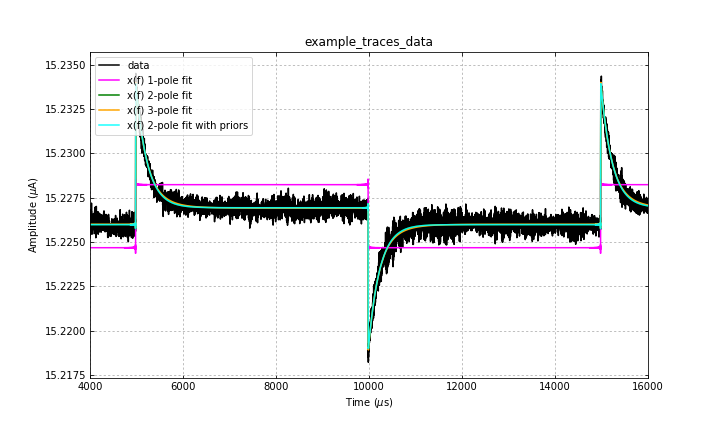 example_traces_data
data
x(f) 1-pole fit
x(f) 2-pole fit
x(f) 3-pole fit
x(f) 2-pole fit with priors
Amplitude (μA)
15.2350
15.2325
15.2300
15.2275
15.2250
15.2225
15.2200
15.2175
4000 6000 8000 10000 12000 14000 16000
Time (μs)